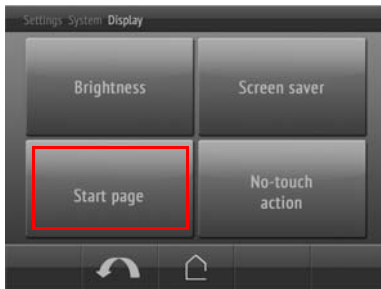 Settings System Display
Brightness
Screen saver
Start page
No-touch
action